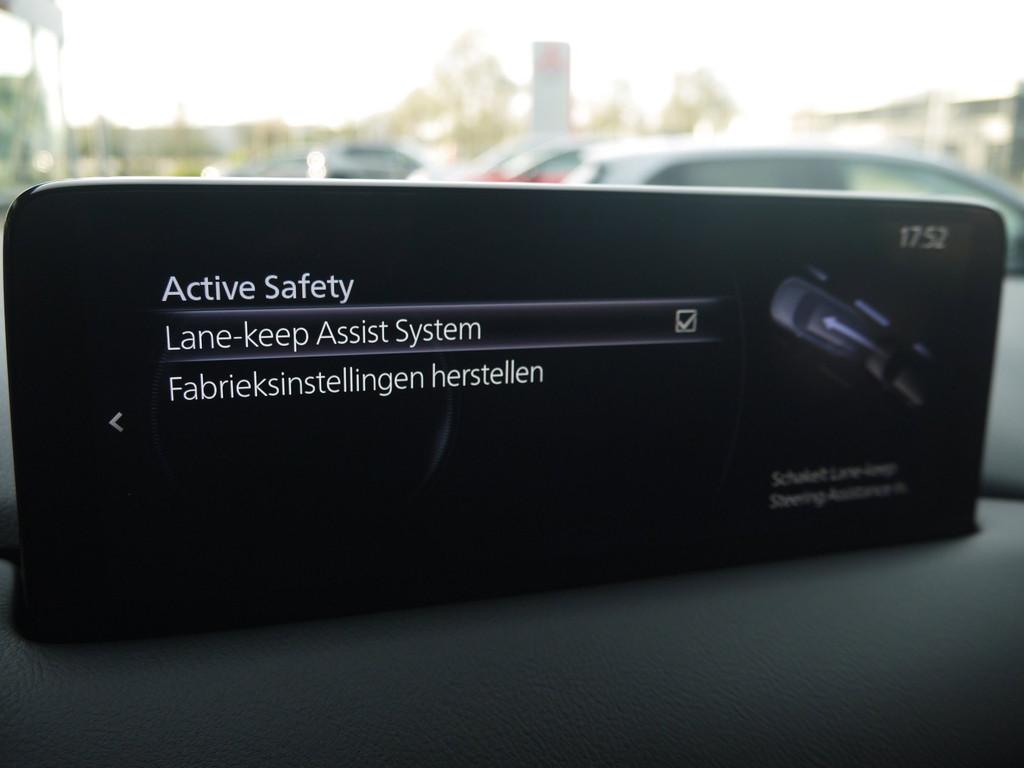 17:52
Active Safety
Lane-keep Assist System
Fabrieksinstellingen herstellen
Schakelt Lane-keep
Steering Assistance in.